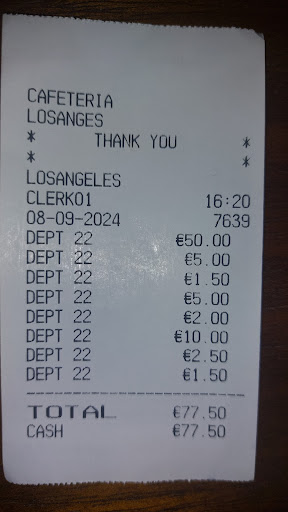 CAFETERIA
LOSANGES
* THANK YOU *
* *
LOSANGELES
CLERK01 16:20
08-09-2024 7639
DEPT 22 €50.00
DEPT 22 €5.00
DEPT 22 €1.50
DEPT 22 €5.00
DEPT 22 €2.00
DEPT 22 €10.00
DEPT 22 €2.50
DEPT 22 €1.50
TOTAL €77.50
CASH €77.50